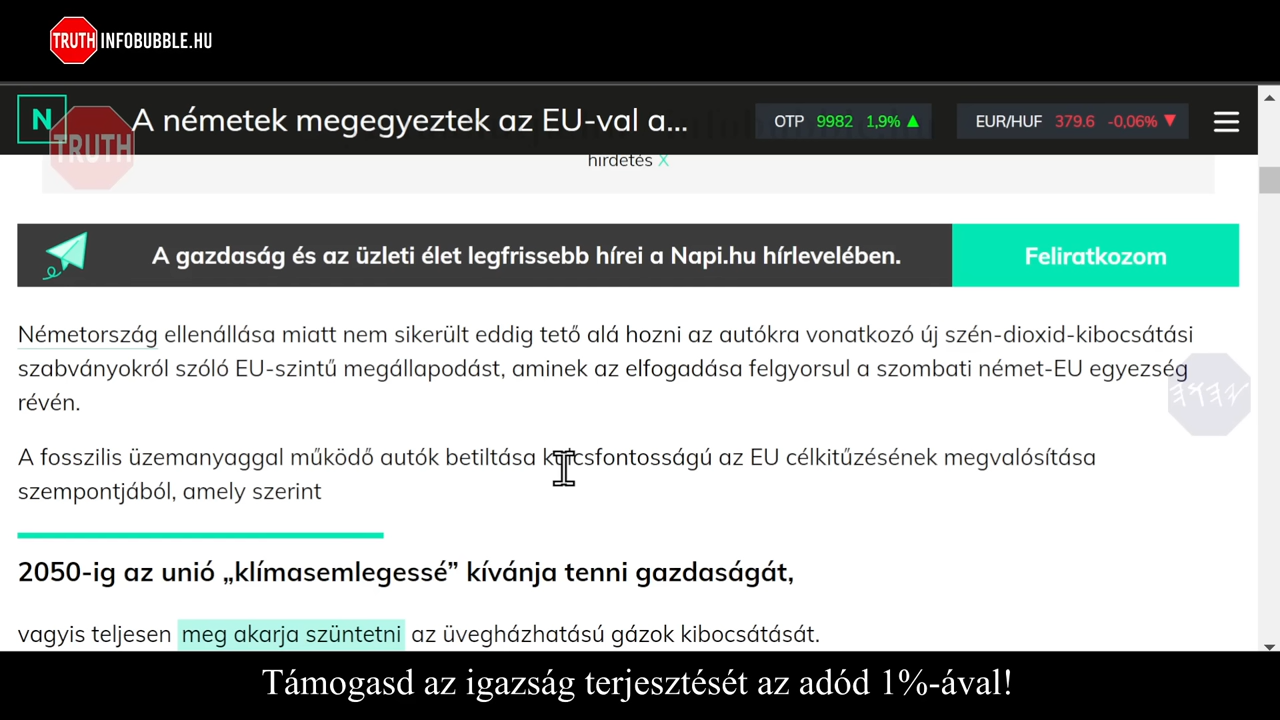 TRUTH INFOBUBBLE.HU
N
A németek megegyeztek az EU-val a...
OTP 9982 1,9% ▲
EUR/HUF 379.6 -0,06% ▼
TRUTH
hirdetés X
A gazdaság és az üzleti élet legfrissebb hírei a Napi.hu hírlevelében.
Feliratkozom
Németország ellenállása miatt nem sikerült eddig tető alá hozni az autókra vonatkozó új szén-dioxid-kibocsátási
szabványokról szóló EU-szintű megállapodást, aminek az elfogadása felgyorsul a szombati német-EU egyezség
révén.
A fosszilis üzemanyaggal működő autók betiltása kulcsfontosságú az EU célkitűzésének megvalósítása
szempontjából, amely szerint
2050-ig az unió „klímasemlegessé” kívánja tenni gazdaságát,
vagyis teljesen meg akarja szüntetni az üvegházhatású gázok kibocsátását.
Támogasd az igazság terjesztését az adód 1%-ával!